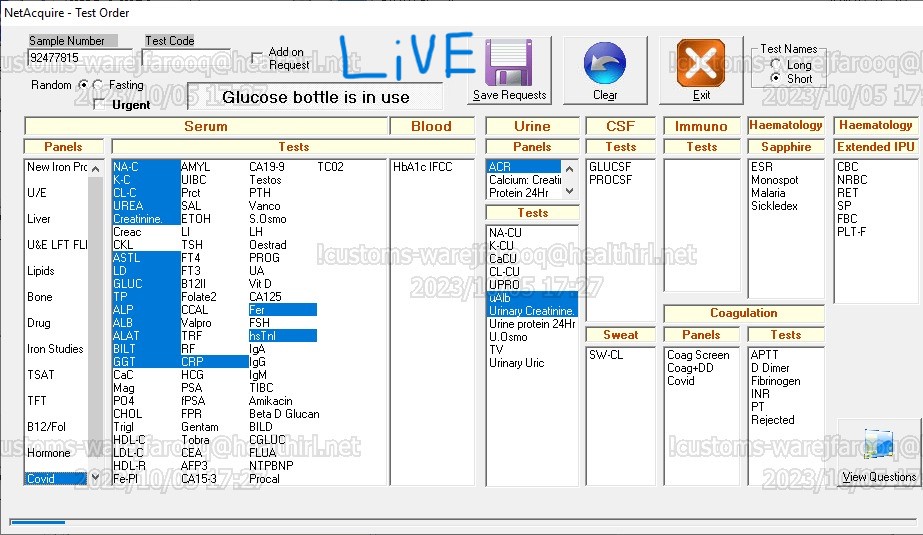 NetAcquire - Test Order
Sample Number
Test Code
92477815
Add on
Request
LiVE
Random
Fasting
Urgent
Glucose bottle is in use
Save Requests
Clear
Exit
Test Names
Long
Short
Serum
Blood
Urine
CSF
Immuno
Haematology
Haematology
Panels
Tests
Panels
Tests
Tests
Sapphire
Extended IPU
New Iron Pro
U/E
Liver
U&E LFT FLI
Lipids
Bone
Drug
Iron Studies
TSAT
TFT
B12/Fol
Hormone
Covid
NA-C AMYL CA19-9 TC02
K-C UIBC Testos
CL-C Prct PTH
UREA SAL Vanco
Creatinine. ETOH S.Osmo
Creac LI LH
CKL TSH Oestrad
ASTL FT4 PROG
LD FT3 UA
GLUC B12II Vit D
TP Folate2 CA125
ALP CCAL Fer
ALB Valpro FSH
ALAT TRF hsTnI
BILT RF IgA
GGT CRP IgG
CaC HCG IgM
Mag PSA TIBC
PO4 fPSA Amikacin
CHOL FPR Beta D Glucan
Trigl Gentam BILD
HDL-C Tobra CGLUC
LDL-C CEA FLUA
HDL-R AFP3 NTPBNP
Fe-Pl CA15-3 Procal
HbA1c IFCC
ACR
Calcium: Creati
Protein 24Hr
Tests
NA-CU
K-CU
CaCU
CL-CU
UPRO
uAlb
Urinary Creatinine.
Urine protein 24Hr
U.Osmo
TV
Urinary Uric
GLUCSF
PROCSF
Sweat
SW-CL
ESR
Monospot
Malaria
Sickledex
CBC
NRBC
RET
SP
FBC
PLT-F
Coagulation
Panels
Tests
Coag Screen
Coag+DD
Covid
APTT
D Dimer
Fibrinogen
INR
PT
Rejected
View Questions
!customs-warejfarooq@healthirl.net
2023/10/05 17:27